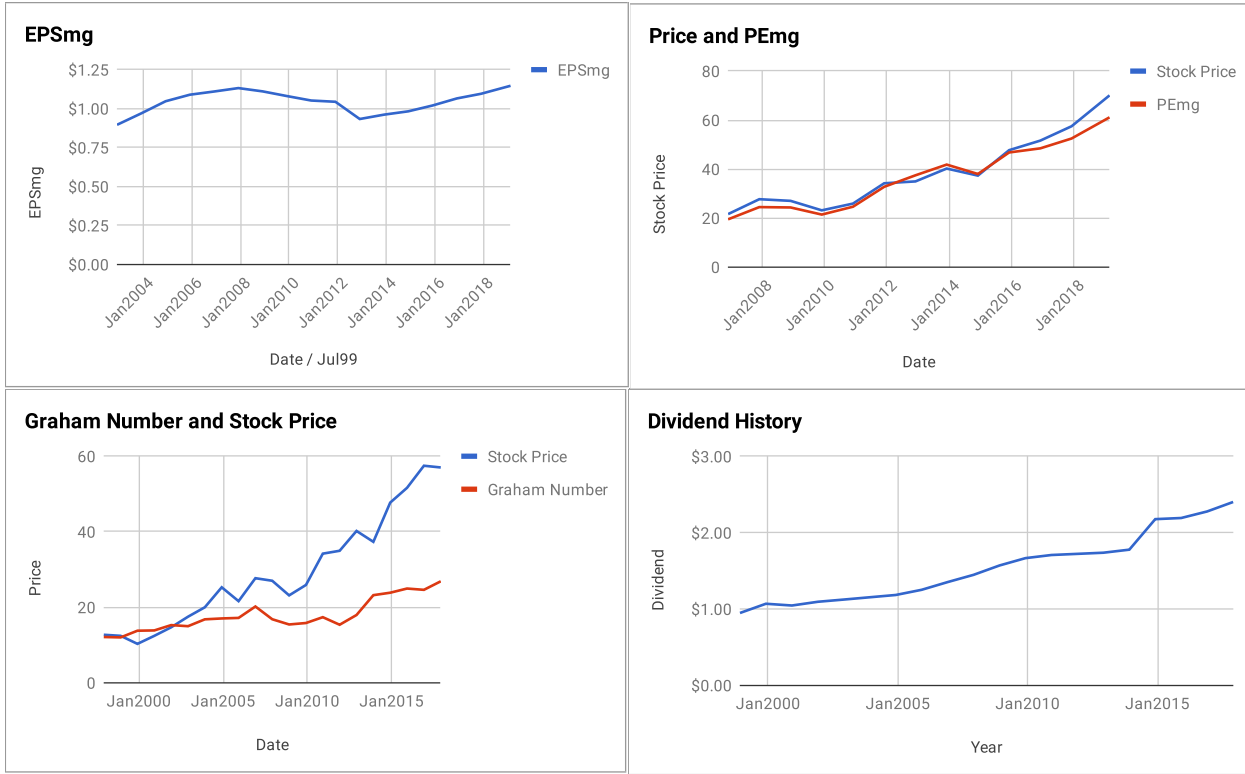 EPSmg
$1.25
$1.00
$0.75
$0.50
$0.25
$0.00
EPSmg
Jan2004
Jan2006
Jan2008
Jan2010
Jan2012
Jan2014
Jan2016
Jan2018
Date / Jul99
EPSmg
Price and PEmg
80
60
40
20
0
Stock Price
Jan2008
Jan2010
Jan2012
Jan2014
Jan2016
Jan2018
Date
Stock Price
PEmg
Graham Number and Stock Price
60
40
20
0
Price
Jan2000
Jan2005
Jan2010
Jan2015
Date
Stock Price
Graham Number
Dividend History
$3.00
$2.00
$1.00
$0.00
Dividend
Jan2000
Jan2005
Jan2010
Jan2015
Year